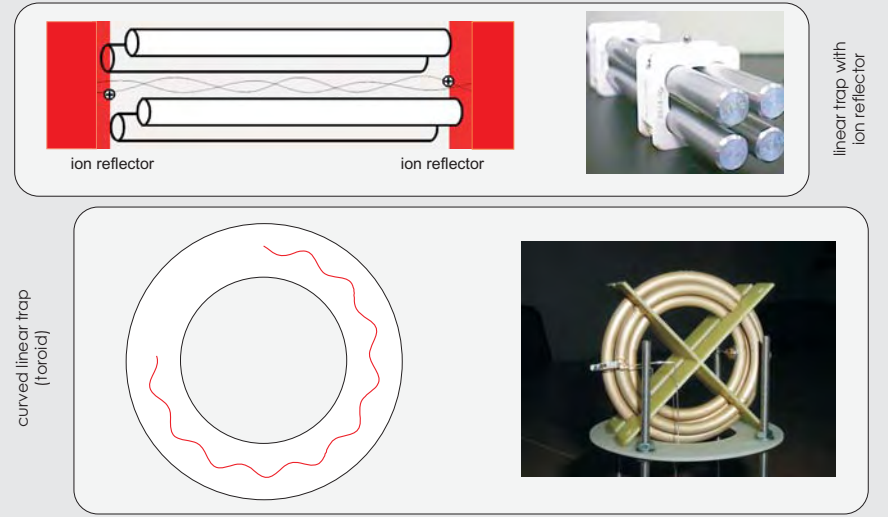 ion reflector
ion reflector
linear trap with
ion reflector
curved linear trap
(toroid)